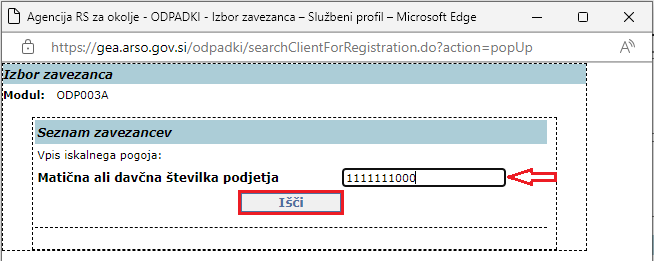 Agencija RS za okolje - ODPADKI - Izbor zavezanca – Službeni profil – Microsoft Edge
https://gea.arso.gov.si/odpadki/searchClientForRegistration.do?action=popUp
Izbor zavezanca
Modul: ODP003A
Seznam zavezancev
Vpis iskalnega pogoja:
Matična ali davčna številka podjetja 1111111000
Išči